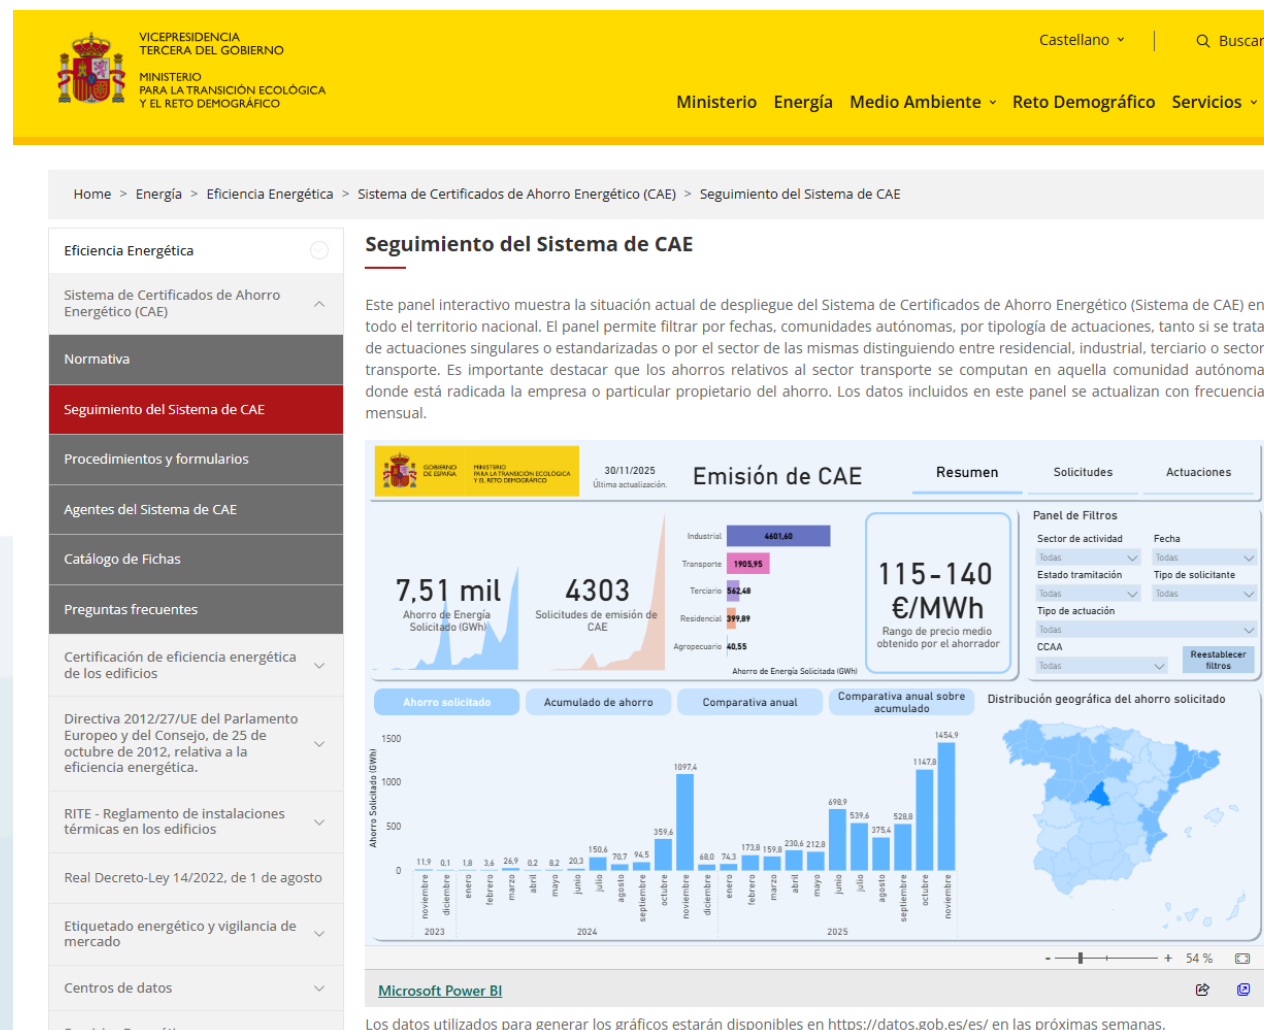 VICEPRESIDENCIA
TERCERA DEL GOBIERNO
MINISTERIO
PARA LA TRANSICIÓN ECOLÓGICA
Y EL RETO DEMOGRÁFICO
Castellano
Buscar
Ministerio Energía Medio Ambiente Reto Demográfico Servicios
Home > Energía > Eficiencia Energética > Sistema de Certificados de Ahorro Energético (CAE) > Seguimiento del Sistema de CAE
Eficiencia Energética
Sistema de Certificados de Ahorro
Energético (CAE)
Normativa
Seguimiento del Sistema de CAE
Procedimientos y formularios
Agentes del Sistema de CAE
Catálogo de Fichas
Preguntas frecuentes
Certificación de eficiencia energética
de los edificios
Directiva 2012/27/UE del Parlamento
Europeo y del Consejo, de 25 de
octubre de 2012, relativa a la
eficiencia energética.
RITE - Reglamento de instalaciones
térmicas en los edificios
Real Decreto-Ley 14/2022, de 1 de agosto
Etiquetado energético y vigilancia de
mercado
Centros de datos
Seguimiento del Sistema de CAE
Este panel interactivo muestra la situación actual de despliegue del Sistema de Certificados de Ahorro Energético (Sistema de CAE) en
todo el territorio nacional. El panel permite filtrar por fechas, comunidades autónomas, por tipología de actuaciones, tanto si se trata
de actuaciones singulares o estandarizadas o por el sector de las mismas distinguiendo entre residencial, industrial, terciario o sector
transporte. Es importante destacar que los ahorros relativos al sector transporte se computan en aquella comunidad autónoma
donde está radicada la empresa o particular propietario del ahorro. Los datos incluidos en este panel se actualizan con frecuencia
mensual.
GOBIERNO
DE ESPAÑA
MINISTERIO
PARA LA TRANSICIÓN ECOLÓGICA
Y EL RETO DEMOGRÁFICO
30/11/2025
Última actualización.
Emisión de CAE
Resumen
Solicitudes
Actuaciones
7,51 mil
Ahorro de Energía
Solicitado (GWh)
4303
Solicitudes de emisión de
CAE
Industrial 4601,60
Transporte 1905,95
Terciario 562,48
Residencial 399,89
Agropecuario 40,55
Ahorro de Energía Solicitada (GWh)
115-140
€/MWh
Rango de precio medio
obtenido por el ahorrador
Panel de Filtros
Sector de actividad Fecha
Todas Todas
Estado tramitación Tipo de solicitante
Todas Todas
Tipo de actuación
Todas
CCAA
Todas
Reestablecer
filtros
Ahorro solicitado
Acumulado de ahorro
Comparativa anual
Comparativa anual sobre
acumulado
Distribución geográfica del ahorro solicitado
Ahorro Solicitado (GWh)
1500
1000
500
0
11,9 0,1 1,8 3,6 26,9 0,2 8,2 20,3 150,6 70,7 94,5 359,6 1097,4 68,0 74,3 173,8 159,8 230,6 212,8 698,9 539,6 375,4 528,8 1147,8 1454,9
noviembre diciembre enero febrero marzo abril mayo junio julio agosto septiembre octubre noviembre diciembre enero febrero marzo abril mayo junio julio agosto septiembre octubre noviembre
2023 2024 2025
- + 54 %
Microsoft Power BI
Los datos utilizados para generar los gráficos estarán disponibles en https://datos.gob.es/es/ en las próximas semanas.